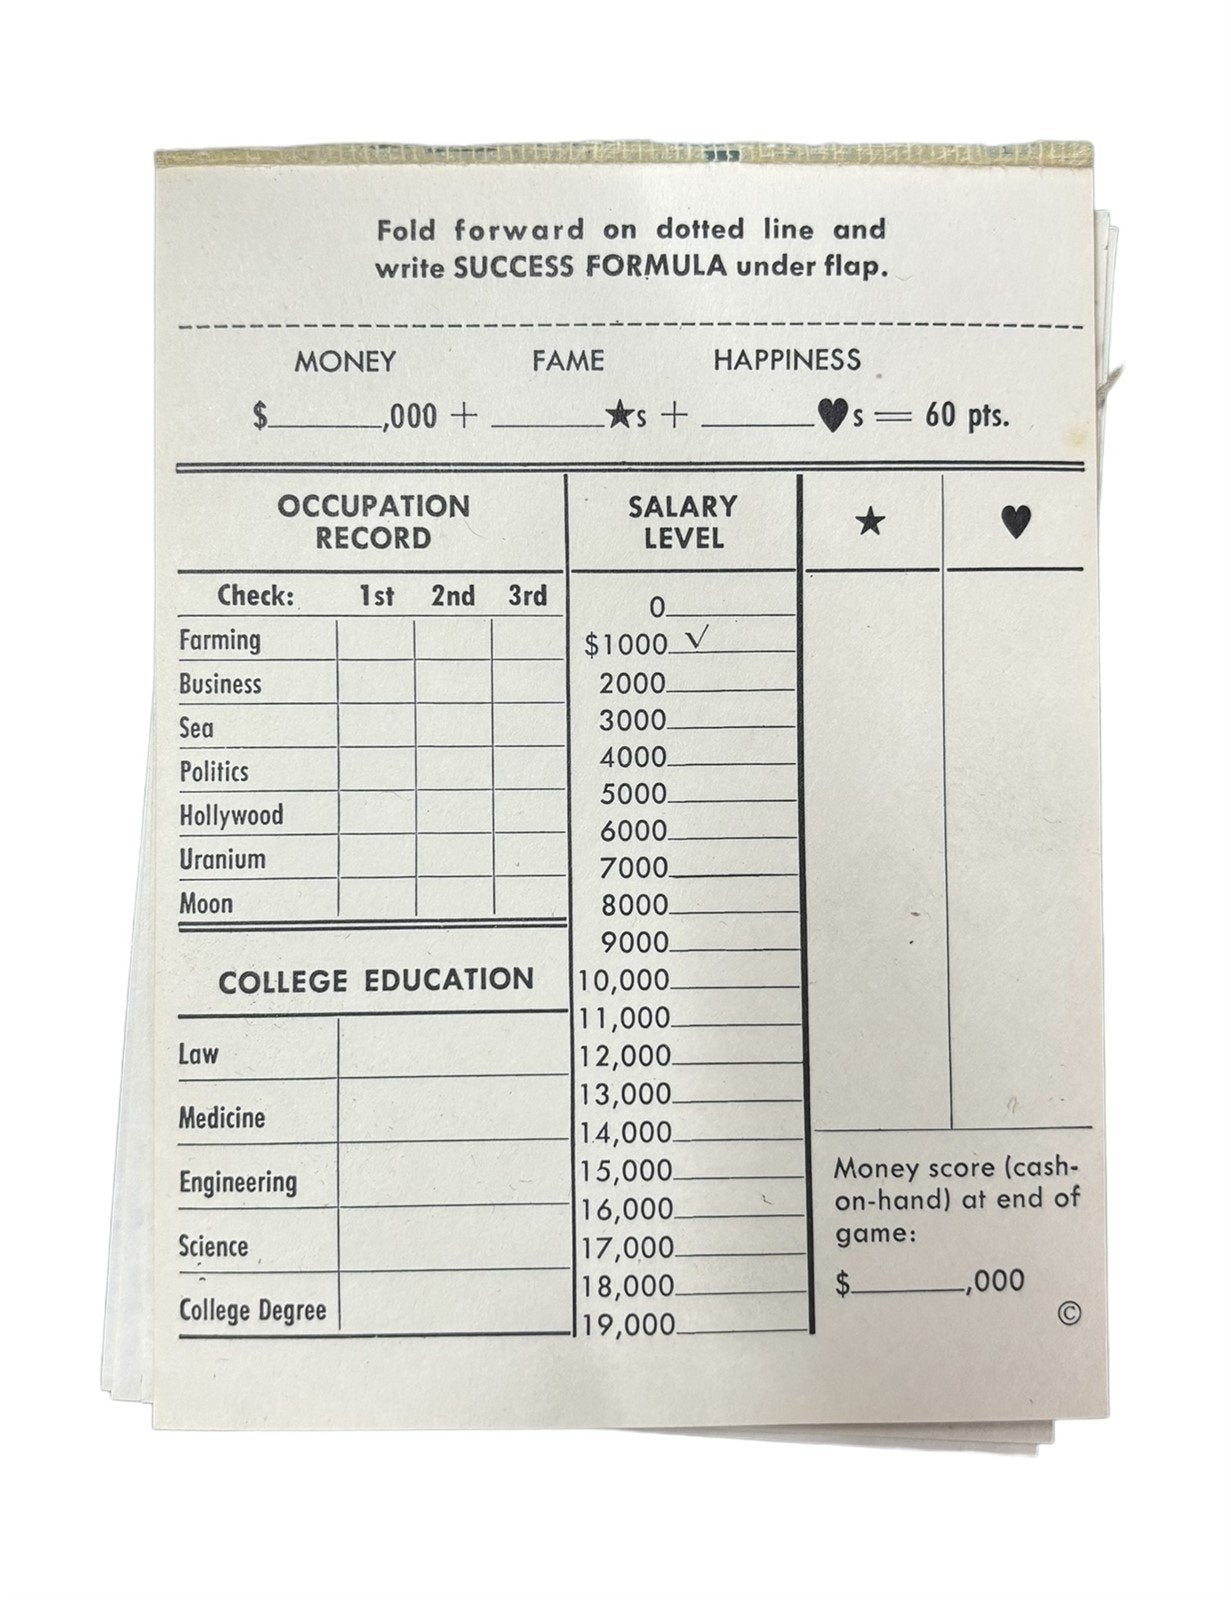 Fold forward on dotted line and
write SUCCESS FORMULA under flap.
MONEY FAME HAPPINESS
$______,000 + ______★s + ______♥s = 60 pts.
OCCUPATION
RECORD
Check: 1st 2nd 3rd
Farming
Business
Sea
Politics
Hollywood
Uranium
Moon
COLLEGE EDUCATION
Law
Medicine
Engineering
Science
College Degree
SALARY
LEVEL
0
$1000 √
2000
3000
4000
5000
6000
7000
8000
9000
10,000
11,000
12,000
13,000
14,000
15,000
16,000
17,000
18,000
19,000
★ ♥
Money score (cash-
on-hand) at end of
game:
$______,000
©